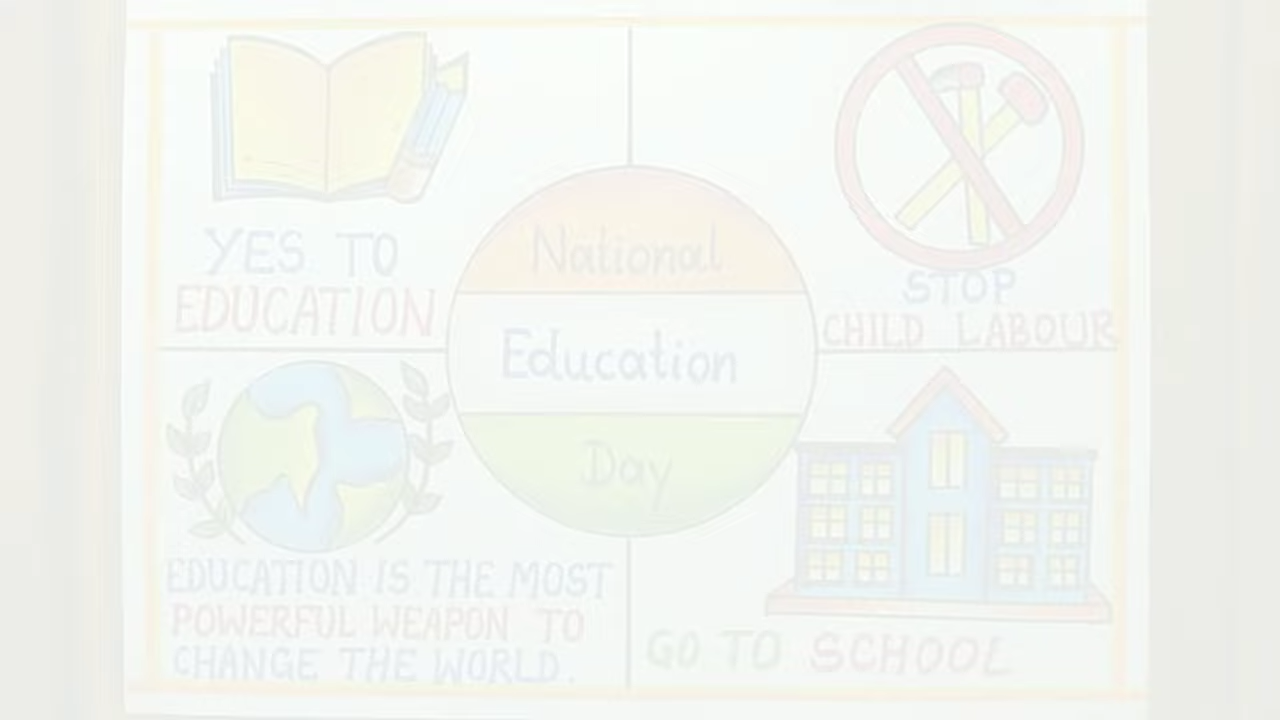 YES TO
EDUCATION
STOP
CHILD LABOUR
National
Education
Day
EDUCATION IS THE MOST
POWERFUL WEAPON TO
CHANGE THE WORLD.
GO TO SCHOOL